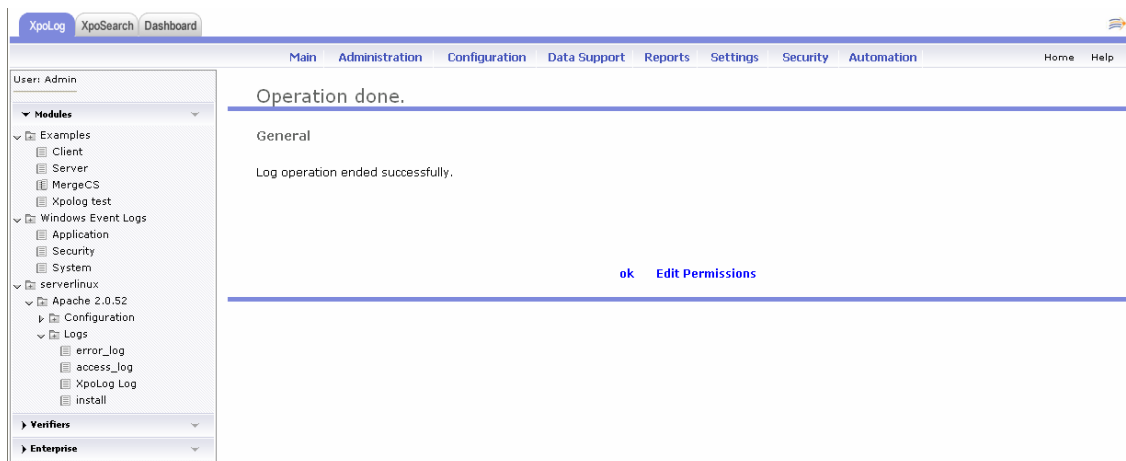 XpoLog XpoSearch Dashboard
Main Administration Configuration Data Support Reports Settings Security Automation Home Help
User: Admin
Modules
Examples
Client
Server
MergeCS
Xpolog test
Windows Event Logs
Application
Security
System
serverlinux
Apache 2.0.52
Configuration
Logs
error_log
access_log
XpoLog Log
install
Verifiers
Enterprise
Operation done.
General
Log operation ended successfully.
ok Edit Permissions